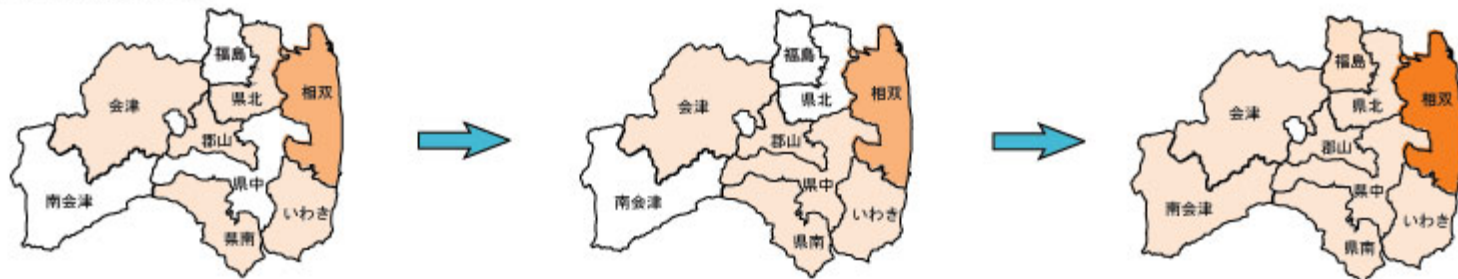 福島
会津
県北
相双
郡山
県中
南会津
いわき
県南
福島
県北
相双
会津
郡山
県中
南会津
いわき
県南
福島
相双
県北
会津
郡山
県中
南会津
いわき
県南